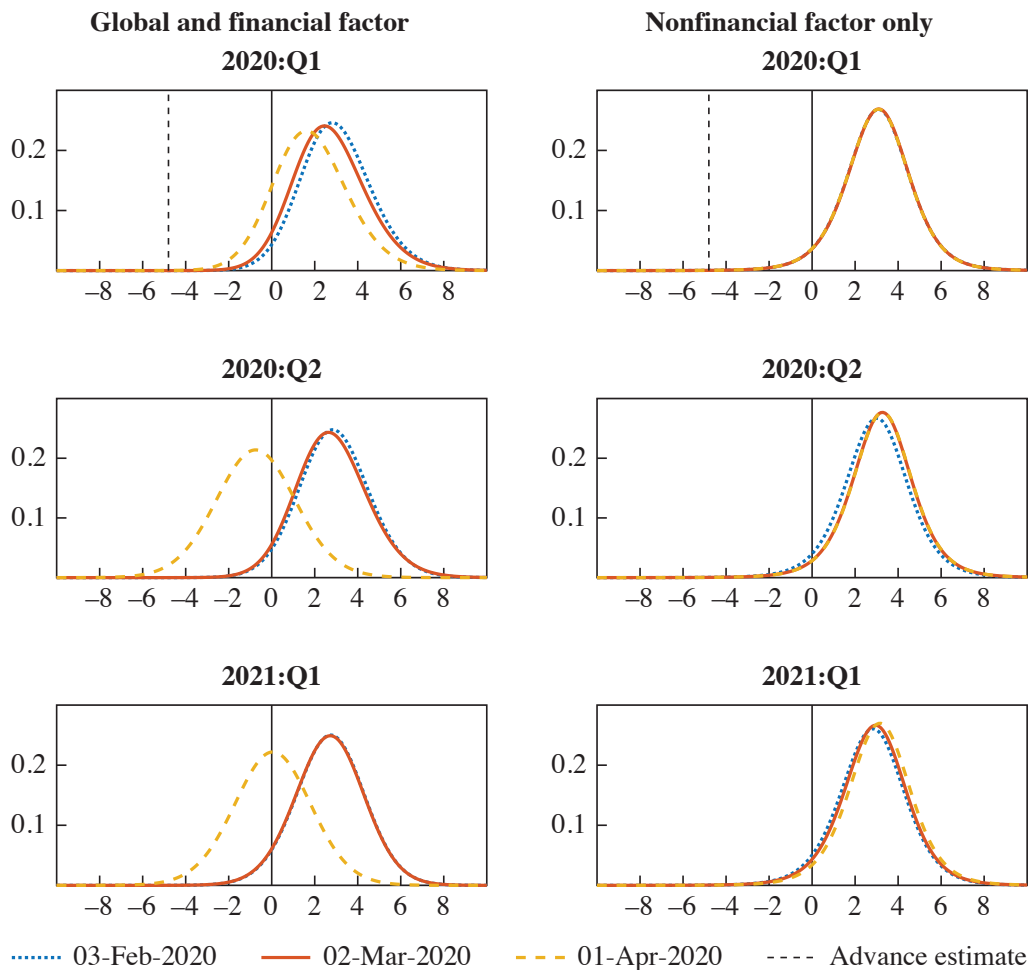 Global and financial factor
Nonfinancial factor only
2020:Q1
2020:Q1
0.2
0.1
–8 –6 –4 –2 0 2 4 6 8
0.2
0.1
–8 –6 –4 –2 0 2 4 6 8
2020:Q2
2020:Q2
0.2
0.1
–8 –6 –4 –2 0 2 4 6 8
0.2
0.1
–8 –6 –4 –2 0 2 4 6 8
2021:Q1
2021:Q1
0.2
0.1
–8 –6 –4 –2 0 2 4 6 8
0.2
0.1
–8 –6 –4 –2 0 2 4 6 8
03-Feb-2020 02-Mar-2020 01-Apr-2020 Advance estimate